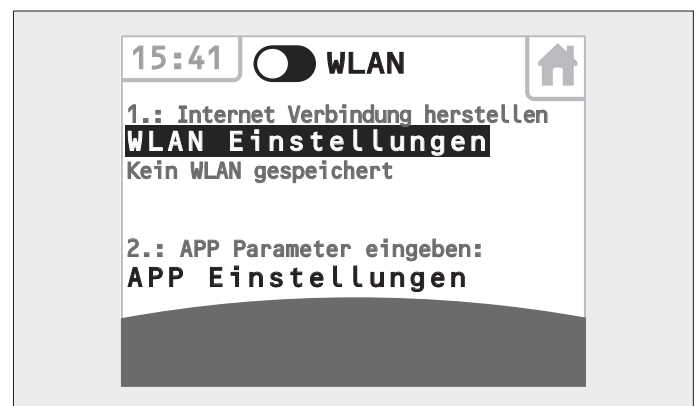 15:41 WLAN
1.: Internet Verbindung herstellen
WLAN Einstellungen
Kein WLAN gespeichert
2.: APP Parameter eingeben:
APP Einstellungen